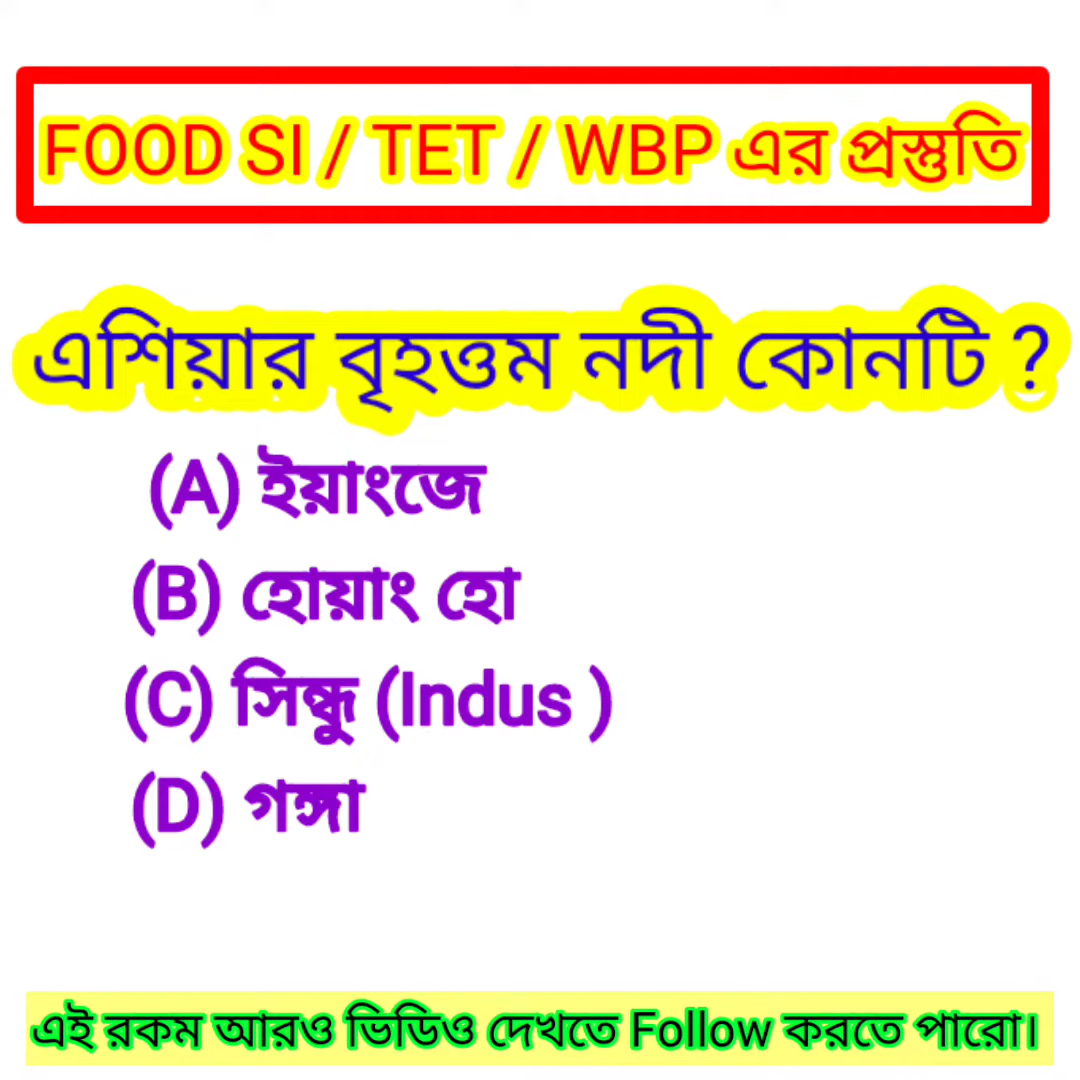 FOOD SI / TET / WBP এর প্রস্তুতি
এশিয়ার বৃহত্তম নদী কোনটি ?
(A) ইয়াংজে
(B) হোয়াং হো
(C) সিন্ধু (Indus )
(D) গঙ্গা
এই রকম আরও ভিডিও দেখতে Follow করতে পারো।